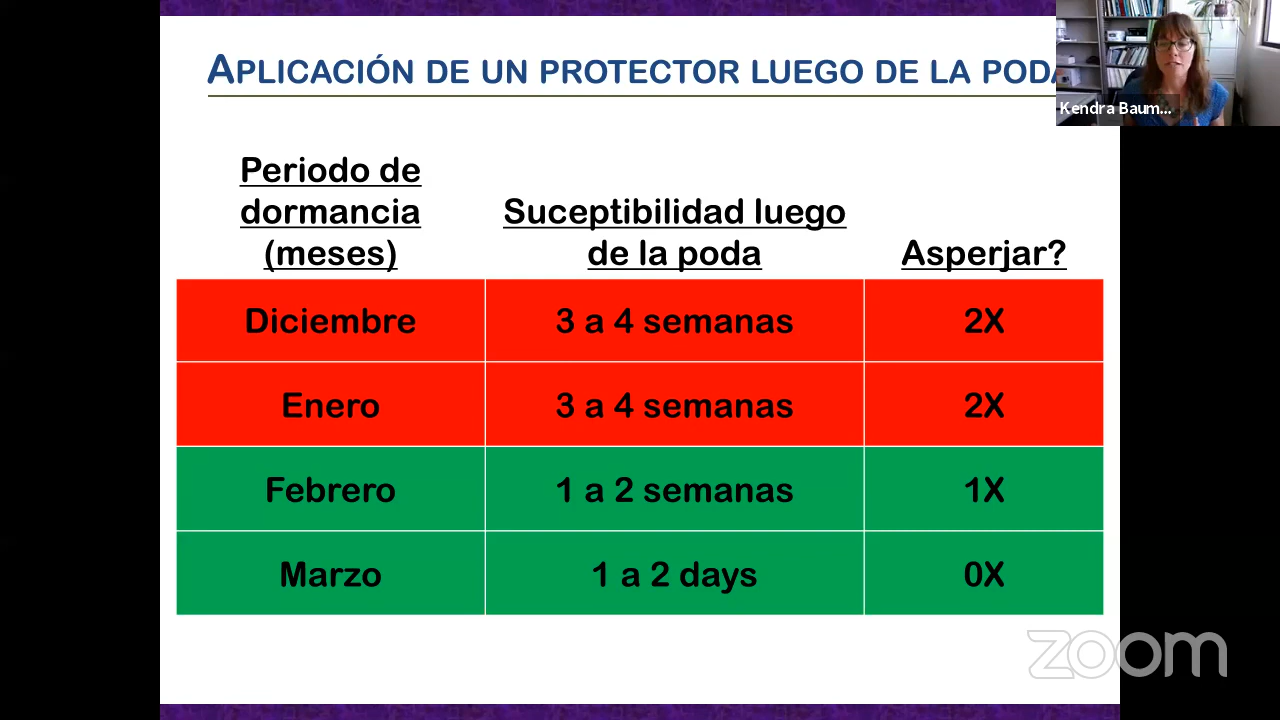 APLICACIÓN DE UN PROTECTOR LUEGO DE LA PODA
Kendra Baum...
Periodo de
dormancia
(meses)
Suceptibilidad luego
de la poda
Asperjar?
Diciembre 3 a 4 semanas 2X
Enero 3 a 4 semanas 2X
Febrero 1 a 2 semanas 1X
Marzo 1 a 2 days 0X
zoom